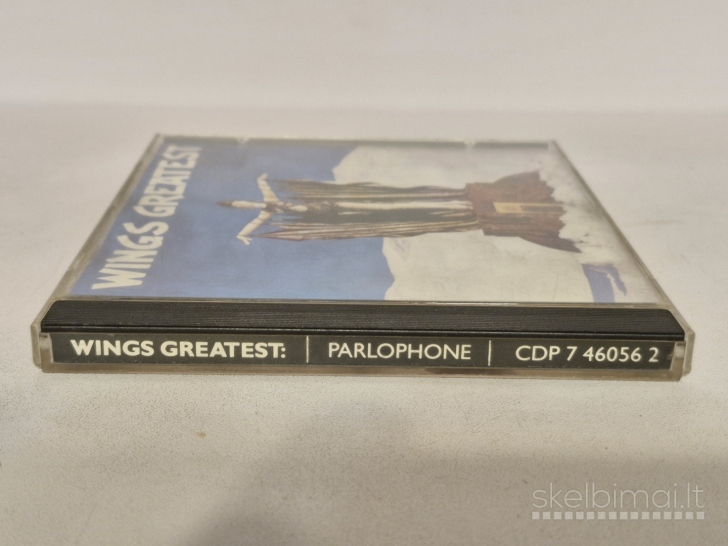 WINGS GREATEST
WINGS GREATEST: | PARLOPHONE | CDP 7 46056 2
skelbimai.lt